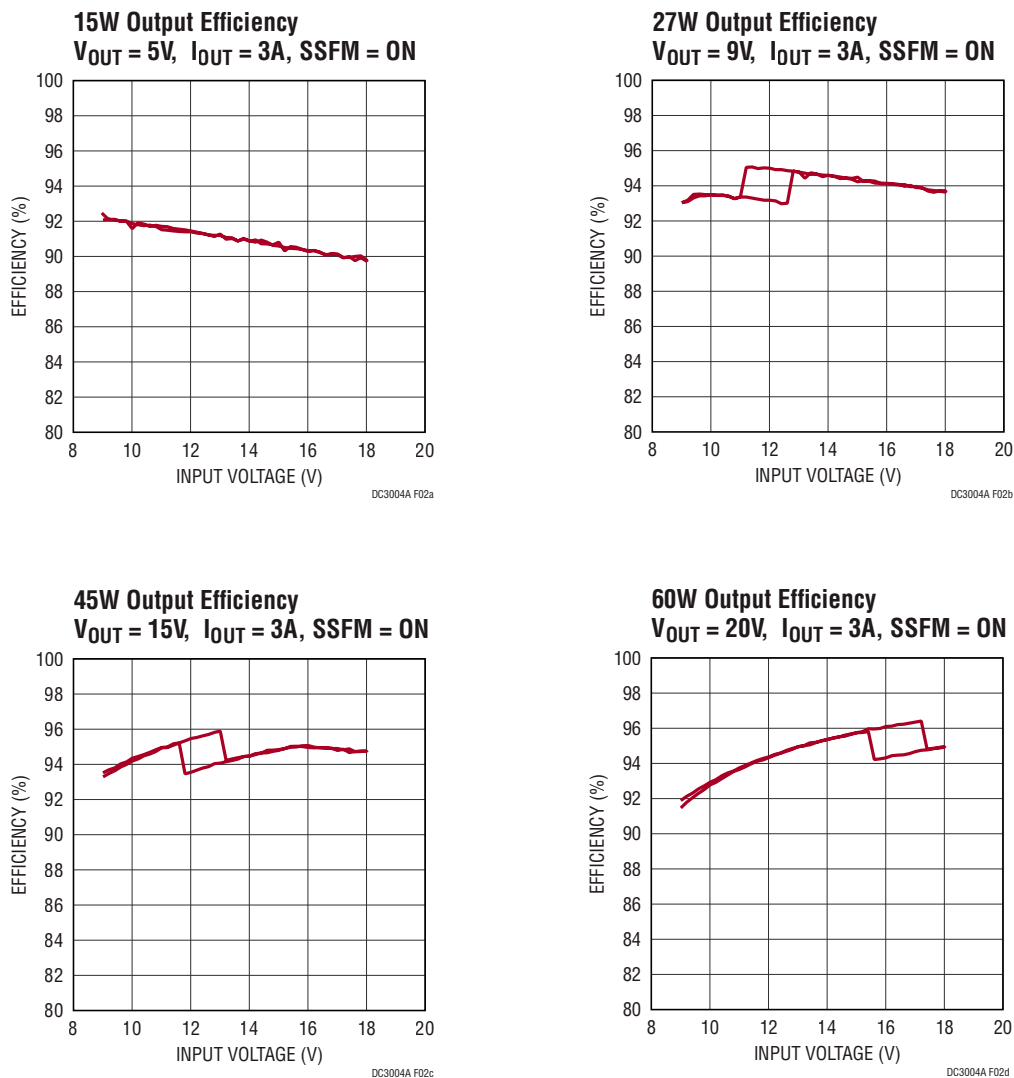 15W Output Efficiency
VOUT = 5V, IOUT = 3A, SSFM = ON
100
98
96
94
92
90
88
86
84
82
80
EFFICIENCY (%)
8 10 12 14 16 18 20
INPUT VOLTAGE (V)
DC3004A F02a
27W Output Efficiency
VOUT = 9V, IOUT = 3A, SSFM = ON
100
98
96
94
92
90
88
86
84
82
80
EFFICIENCY (%)
8 10 12 14 16 18 20
INPUT VOLTAGE (V)
DC3004A F02b
45W Output Efficiency
VOUT = 15V, IOUT = 3A, SSFM = ON
100
98
96
94
92
90
88
86
84
82
80
EFFICIENCY (%)
8 10 12 14 16 18 20
INPUT VOLTAGE (V)
DC3004A F02c
60W Output Efficiency
VOUT = 20V, IOUT = 3A, SSFM = ON
100
98
96
94
92
90
88
86
84
82
80
EFFICIENCY (%)
8 10 12 14 16 18 20
INPUT VOLTAGE (V)
DC3004A F02d